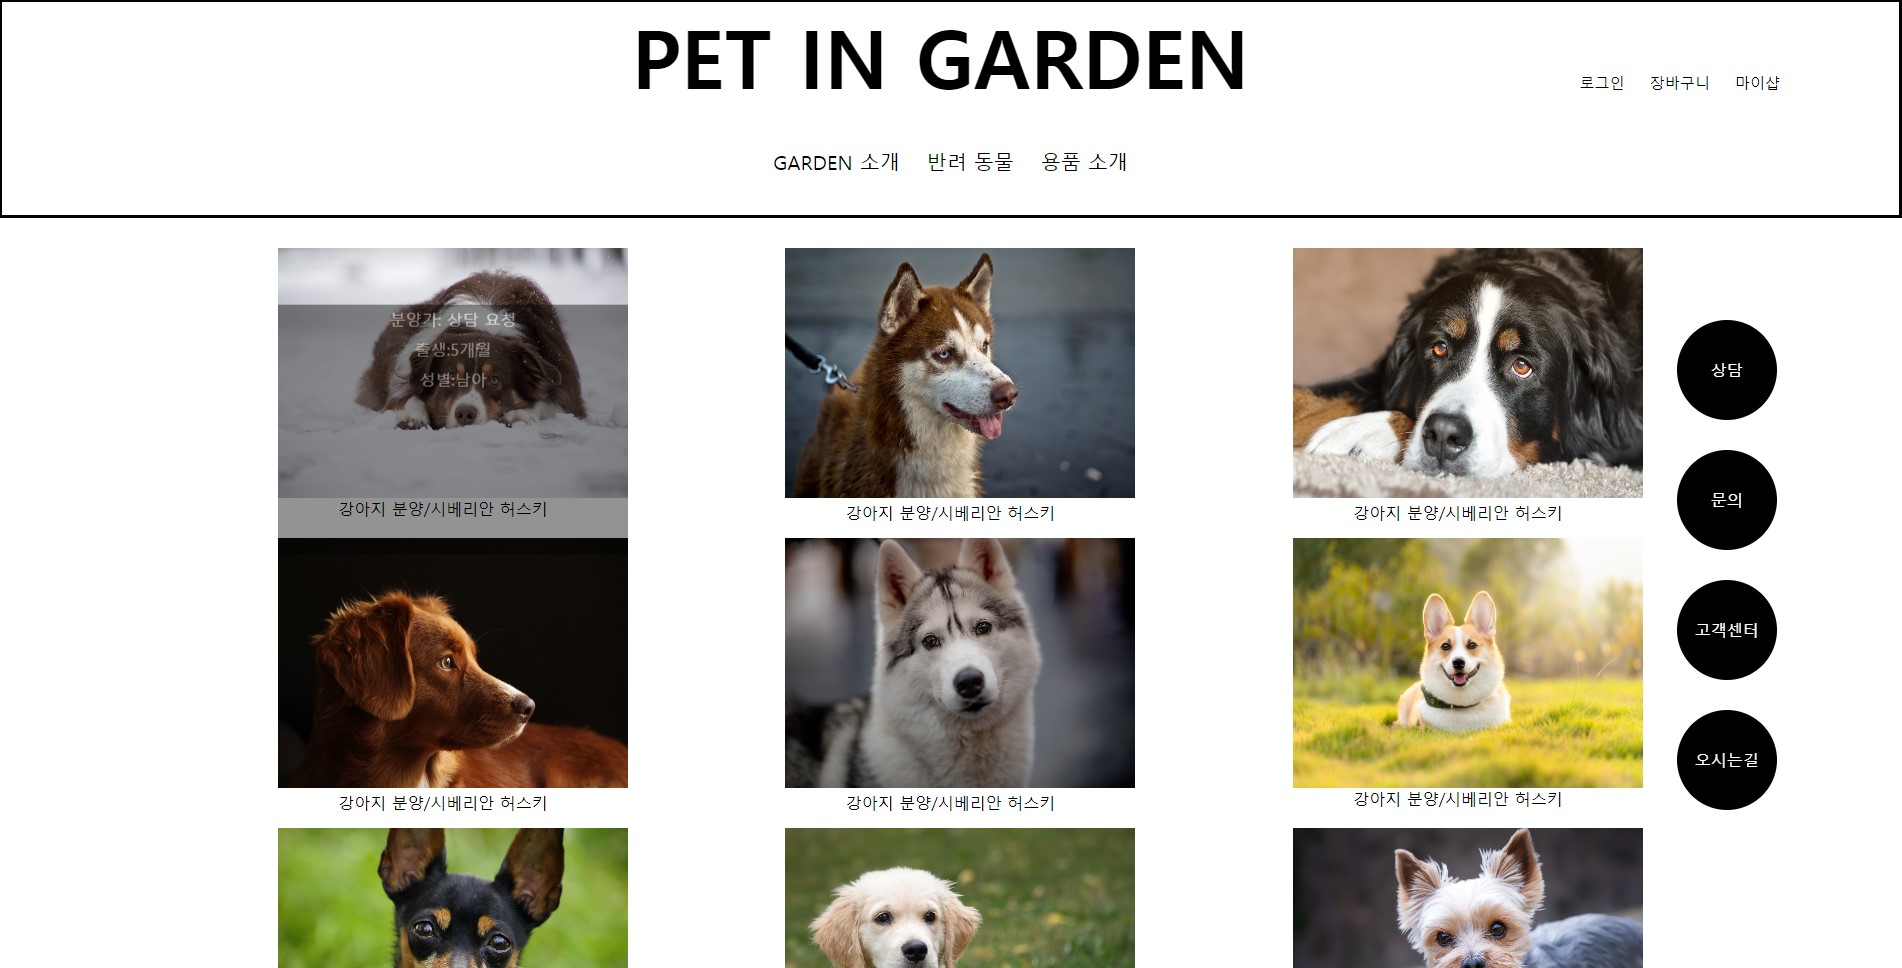 PET IN GARDEN
로그인 장바구니 마이샵
GARDEN 소개 반려 동물 용품 소개
분양가: 상담 요청
출생:5개월
성별:남아
강아지 분양/시베리안 허스키
강아지 분양/시베리안 허스키
강아지 분양/시베리안 허스키
상담
문의
고객센터
오시는길
강아지 분양/시베리안 허스키
강아지 분양/시베리안 허스키
강아지 분양/시베리안 허스키